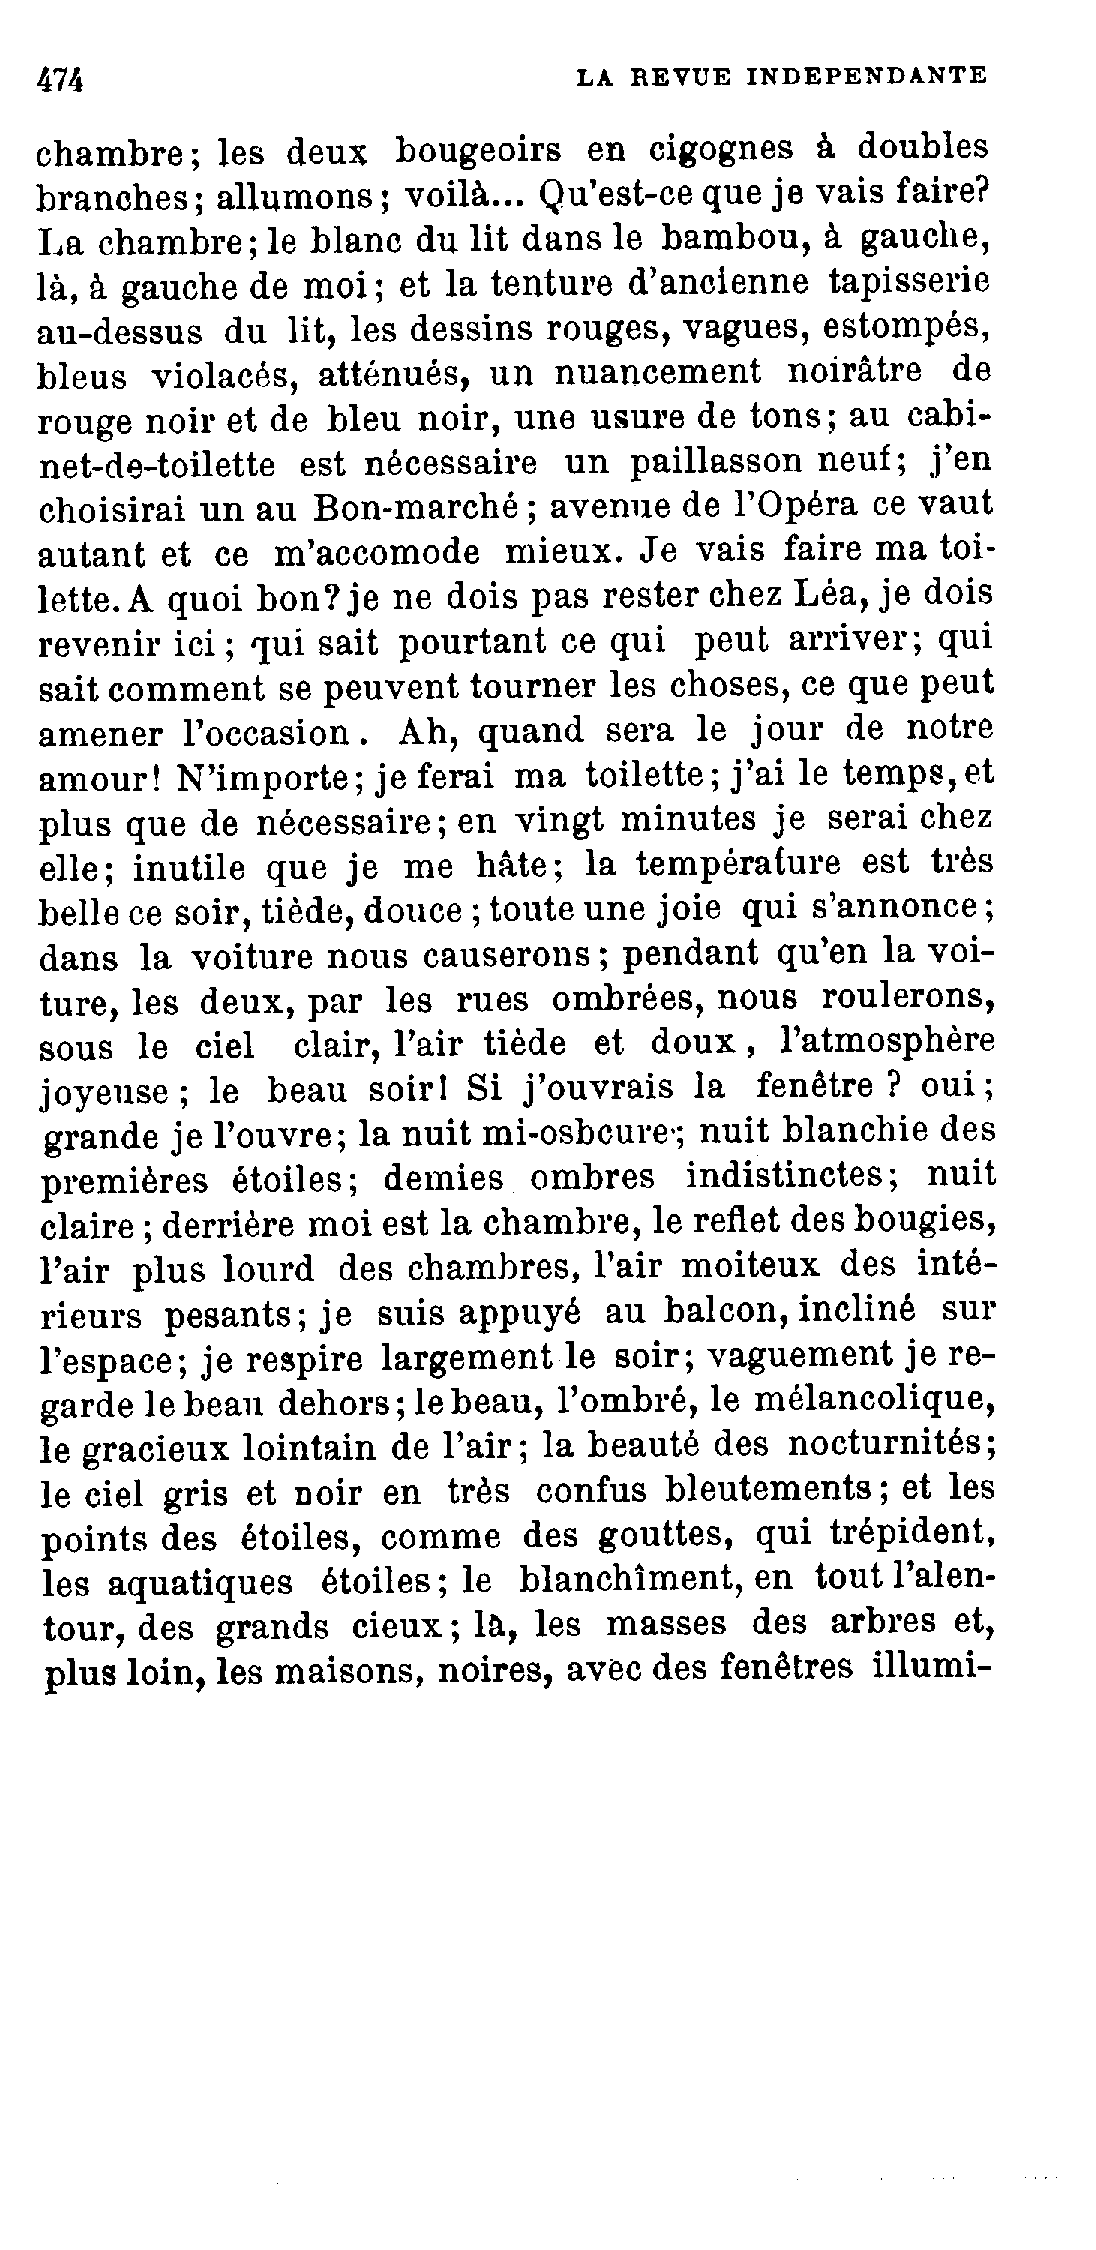 474 LA REVUE INDEPENDANTE
chambre; les deux bougeoirs en cigognes à doubles
branches; allumons; voilà... Qu'est-ce que je vais faire?
La chambre; le blanc du lit dans le bambou, à gauche,
là, à gauche de moi; et la tenture d'ancienne tapisserie
au-dessus du lit, les dessins rouges, vagues, estompés,
bleus violacés, atténués, un nuancement noirâtre de
rouge noir et de bleu noir, une usure de tons; au cabi-
net-de-toilette est nécessaire un paillasson neuf; j'en
choisirai un au Bon-marché; avenue de l'Opéra ce vaut
autant et ce m'accomode mieux. Je vais faire ma toi-
lette. A quoi bon? je ne dois pas rester chez Léa, je dois
revenir ici; qui sait pourtant ce qui peut arriver; qui
sait comment se peuvent tourner les choses, ce que peut
amener l'occasion. Ah, quand sera le jour de notre
amour! N'importe; je ferai ma toilette; j'ai le temps, et
plus que de nécessaire; en vingt minutes je serai chez
elle; inutile que je me hâte; la température est très
belle ce soir, tiède, douce; toute une joie qui s'annonce;
dans la voiture nous causerons; pendant qu'en la voi-
ture, les deux, par les rues ombrées, nous roulerons,
sous le ciel clair, l'air tiède et doux, l'atmosphère
joyeuse; le beau soir! Si j'ouvrais la fenêtre? oui;
grande je l'ouvre; la nuit mi-osbcure; nuit blanchie des
premières étoiles; demies ombres indistinctes; nuit
claire; derrière moi est la chambre, le reflet des bougies,
l'air plus lourd des chambres, l'air moiteux des inté-
rieurs pesants; je suis appuyé au balcon, incliné sur
l'espace; je respire largement le soir; vaguement je re-
garde le beau dehors; le beau, l'ombré, le mélancolique,
le gracieux lointain de l'air; la beauté des nocturnités;
le ciel gris et noir en très confus bleutements; et les
points des étoiles, comme des gouttes, qui trépident,
les aquatiques étoiles; le blanchîment, en tout l'alen-
tour, des grands cieux; là, les masses des arbres et,
plus loin, les maisons, noires, avec des fenêtres illumi-